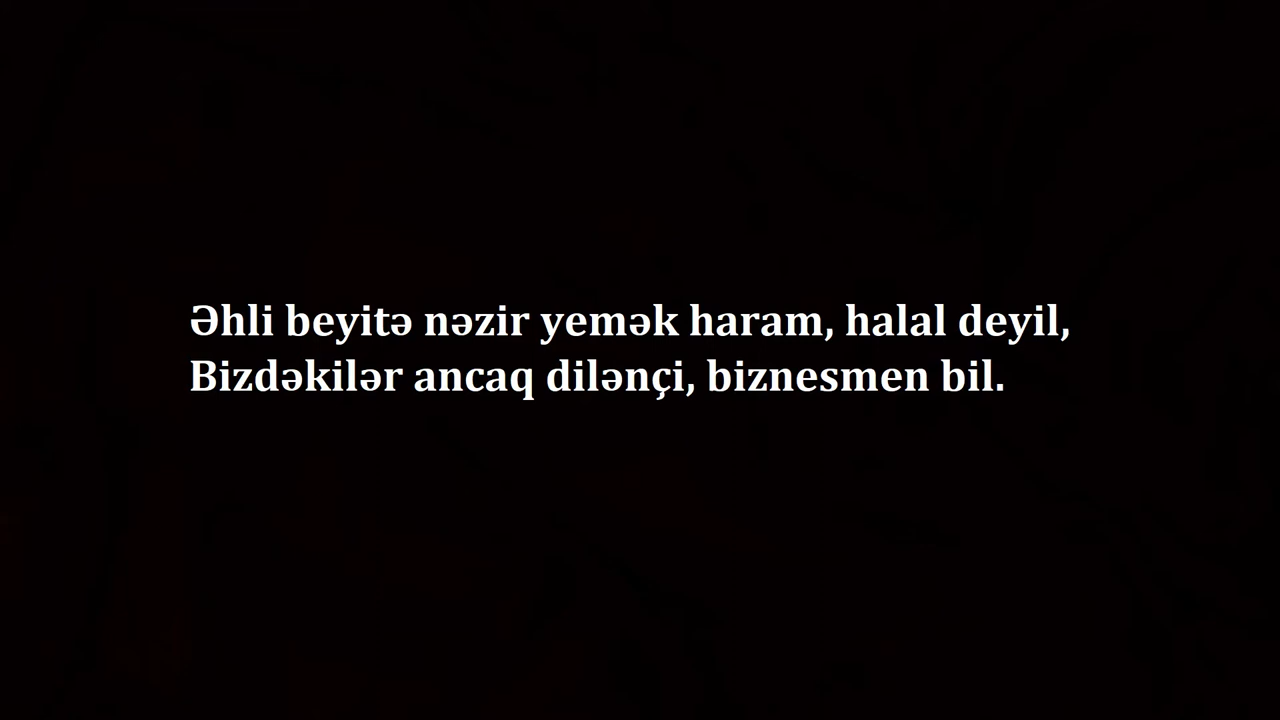 Əhli beyitə nəzir yemək haram, halal deyil,
Bizdəkilər ancaq dilənçi, biznesmen bil.